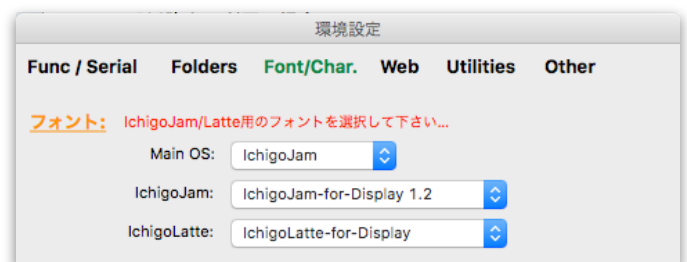 環境設定
Func / Serial Folders Font/Char. Web Utilities Other
フォント: IchigoJam/Latte用のフォントを選択して下さい...
Main OS: IchigoJam
IchigoJam: IchigoJam-for-Display 1.2
IchigoLatte: IchigoLatte-for-Display